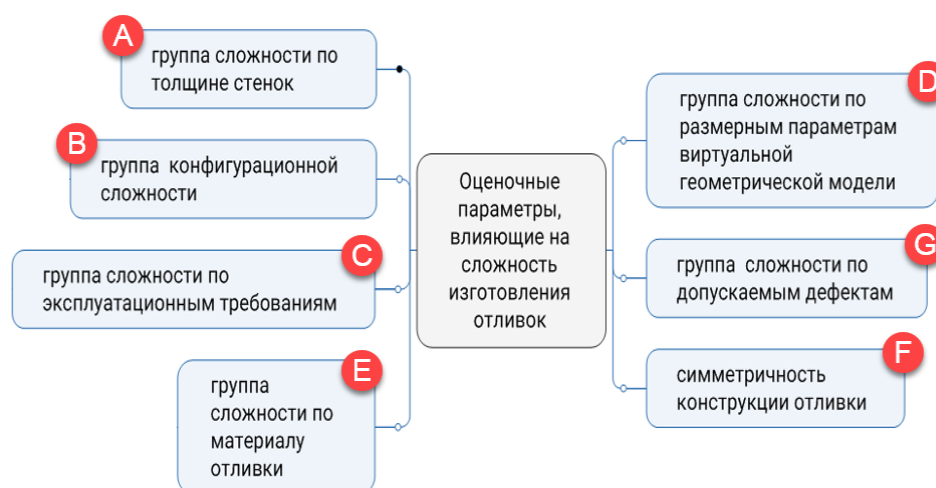 A
группа сложности по
толщине стенок
B
группа конфигурационной
сложности
C
группа сложности по
эксплуатационным требованиям
E
группа
сложности по
материалу
отливки
Оценочные
параметры,
влияющие на
сложность
изготовления
отливок
D
группа сложности по
размерным параметрам
виртуальной
геометрической модели
G
группа сложности по
допускаемым дефектам
F
симметричность
конструкции отливки